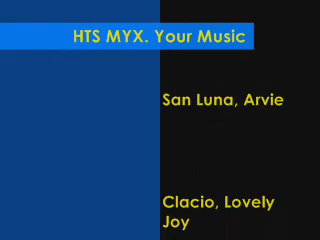 HTS MYX. Your Music
San Luna, Arvie
Clacio, Lovely
Joy